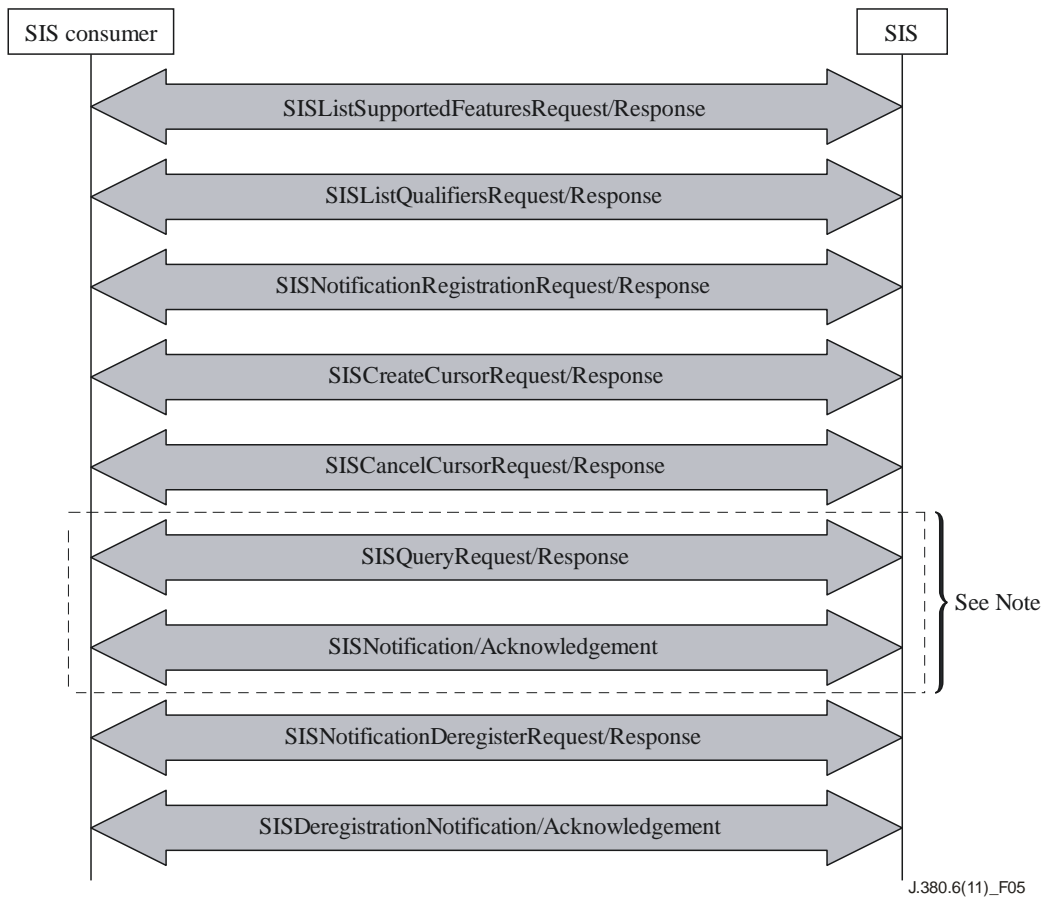 SIS consumer
SIS
SISListSupportedFeaturesRequest/Response
SISListQualifiersRequest/Response
SISNotificationRegistrationRequest/Response
SISCreateCursorRequest/Response
SISCancelCursorRequest/Response
SISQueryRequest/Response
See Note
SISNotification/Acknowledgement
SISNotificationDeregisterRequest/Response
SISDeregistrationNotification/Acknowledgement
J.380.6(11)_F05